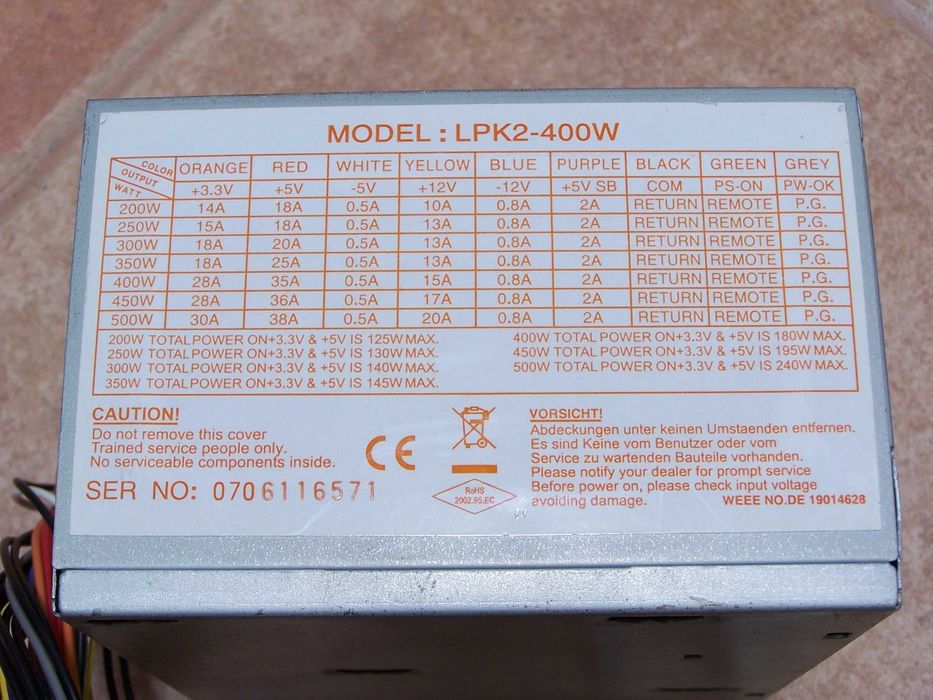 MODEL : LPK2-400W
COLOR OUTPUT WATT ORANGE RED WHITE YELLOW BLUE PURPLE BLACK GREEN GREY
+3.3V +5V -5V +12V -12V +5V SB COM PS-ON PW-OK
200W 14A 18A 0.5A 10A 0.8A 2A RETURN REMOTE P.G.
250W 15A 18A 0.5A 13A 0.8A 2A RETURN REMOTE P.G.
300W 18A 20A 0.5A 13A 0.8A 2A RETURN REMOTE P.G.
350W 18A 25A 0.5A 13A 0.8A 2A RETURN REMOTE P.G.
400W 28A 35A 0.5A 15A 0.8A 2A RETURN REMOTE P.G.
450W 28A 36A 0.5A 17A 0.8A 2A RETURN REMOTE P.G.
500W 30A 38A 0.5A 20A 0.8A 2A RETURN REMOTE P.G.
200W TOTAL POWER ON+3.3V & +5V IS 125W MAX.
250W TOTAL POWER ON+3.3V & +5V IS 130W MAX.
300W TOTAL POWER ON+3.3V & +5V IS 140W MAX.
350W TOTAL POWER ON+3.3V & +5V IS 145W MAX.
400W TOTAL POWER ON+3.3V & +5V IS 180W MAX.
450W TOTAL POWER ON+3.3V & +5V IS 195W MAX.
500W TOTAL POWER ON+3.3V & +5V IS 240W MAX.
CAUTION!
Do not remove this cover
Trained service people only.
No serviceable components inside.
CE
RoHS
2002.95.EC
VORSICHT!
Abdeckungen unter keinen Umstaenden entfernen.
Es sind Keine vom Benutzer oder vom
Service zu wartenden Bauteile vorhanden.
Please notify your dealer for prompt service
Before power on, please check input voltage
avoiding damage.
WEEE NO.DE 19014628
SER NO: 0706116571